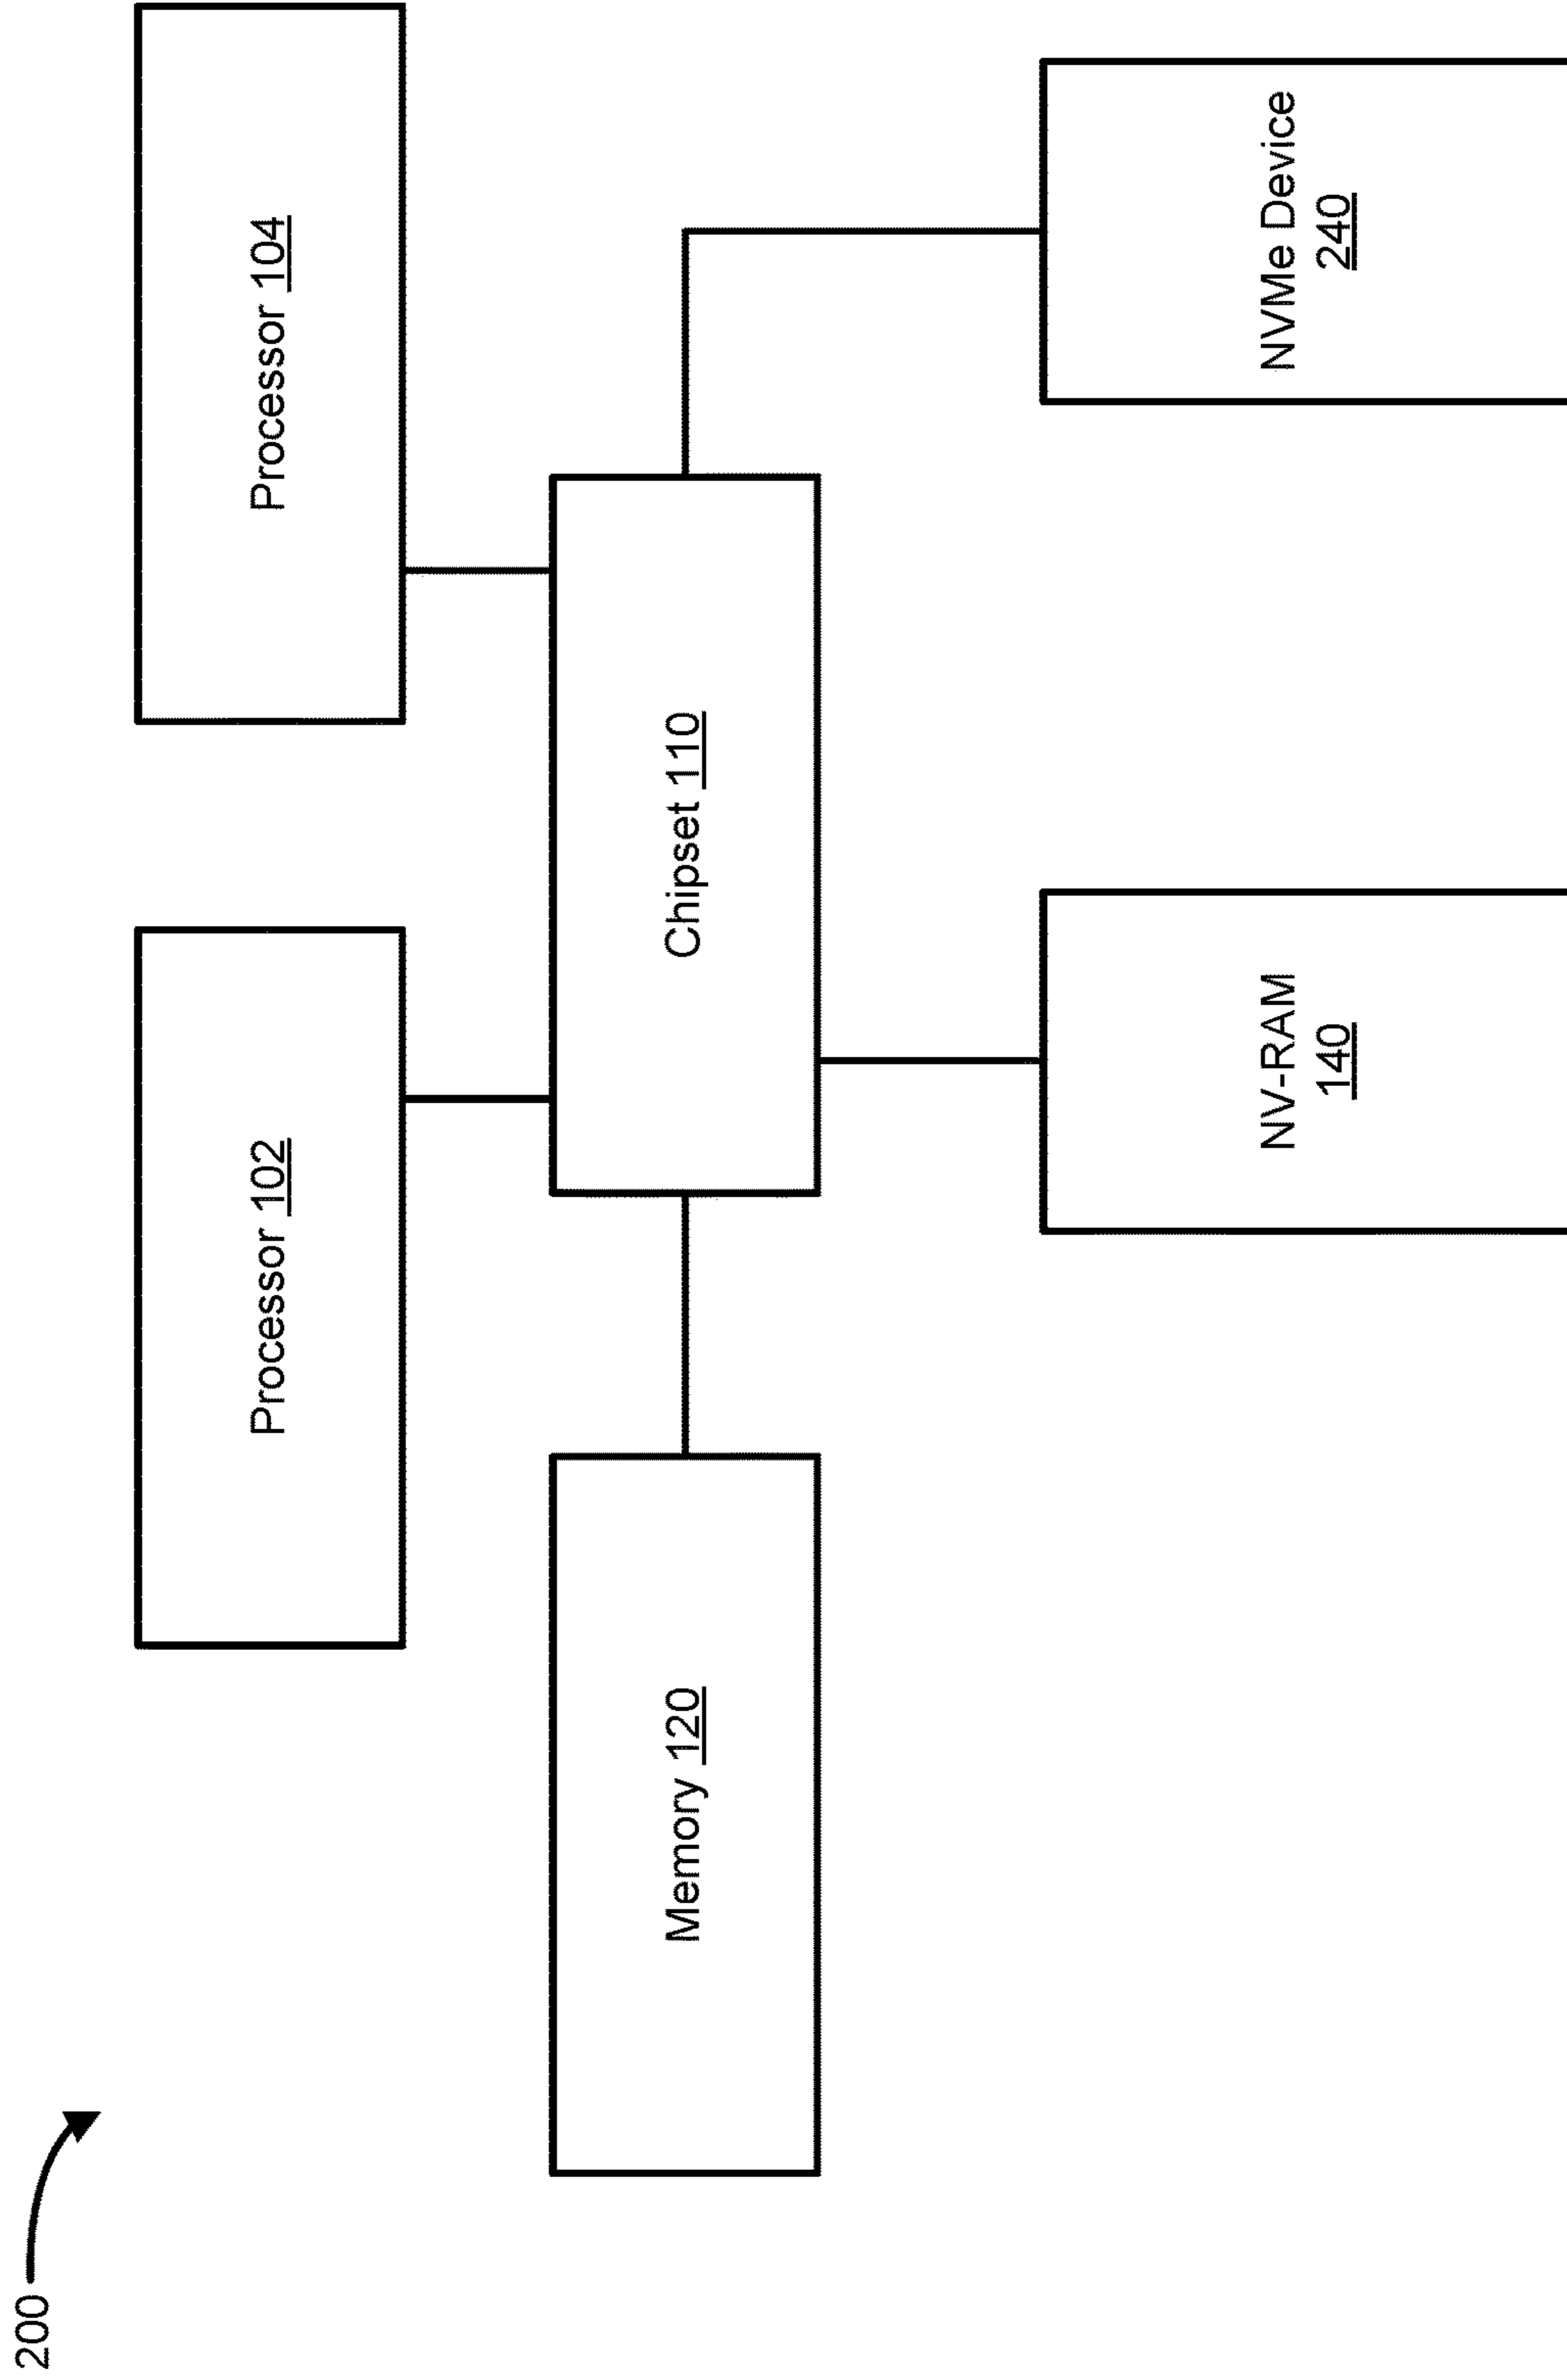 200
Processor 102
Processor 104
Memory 120
Chipset 110
NV-RAM
140
NVMe Device
240